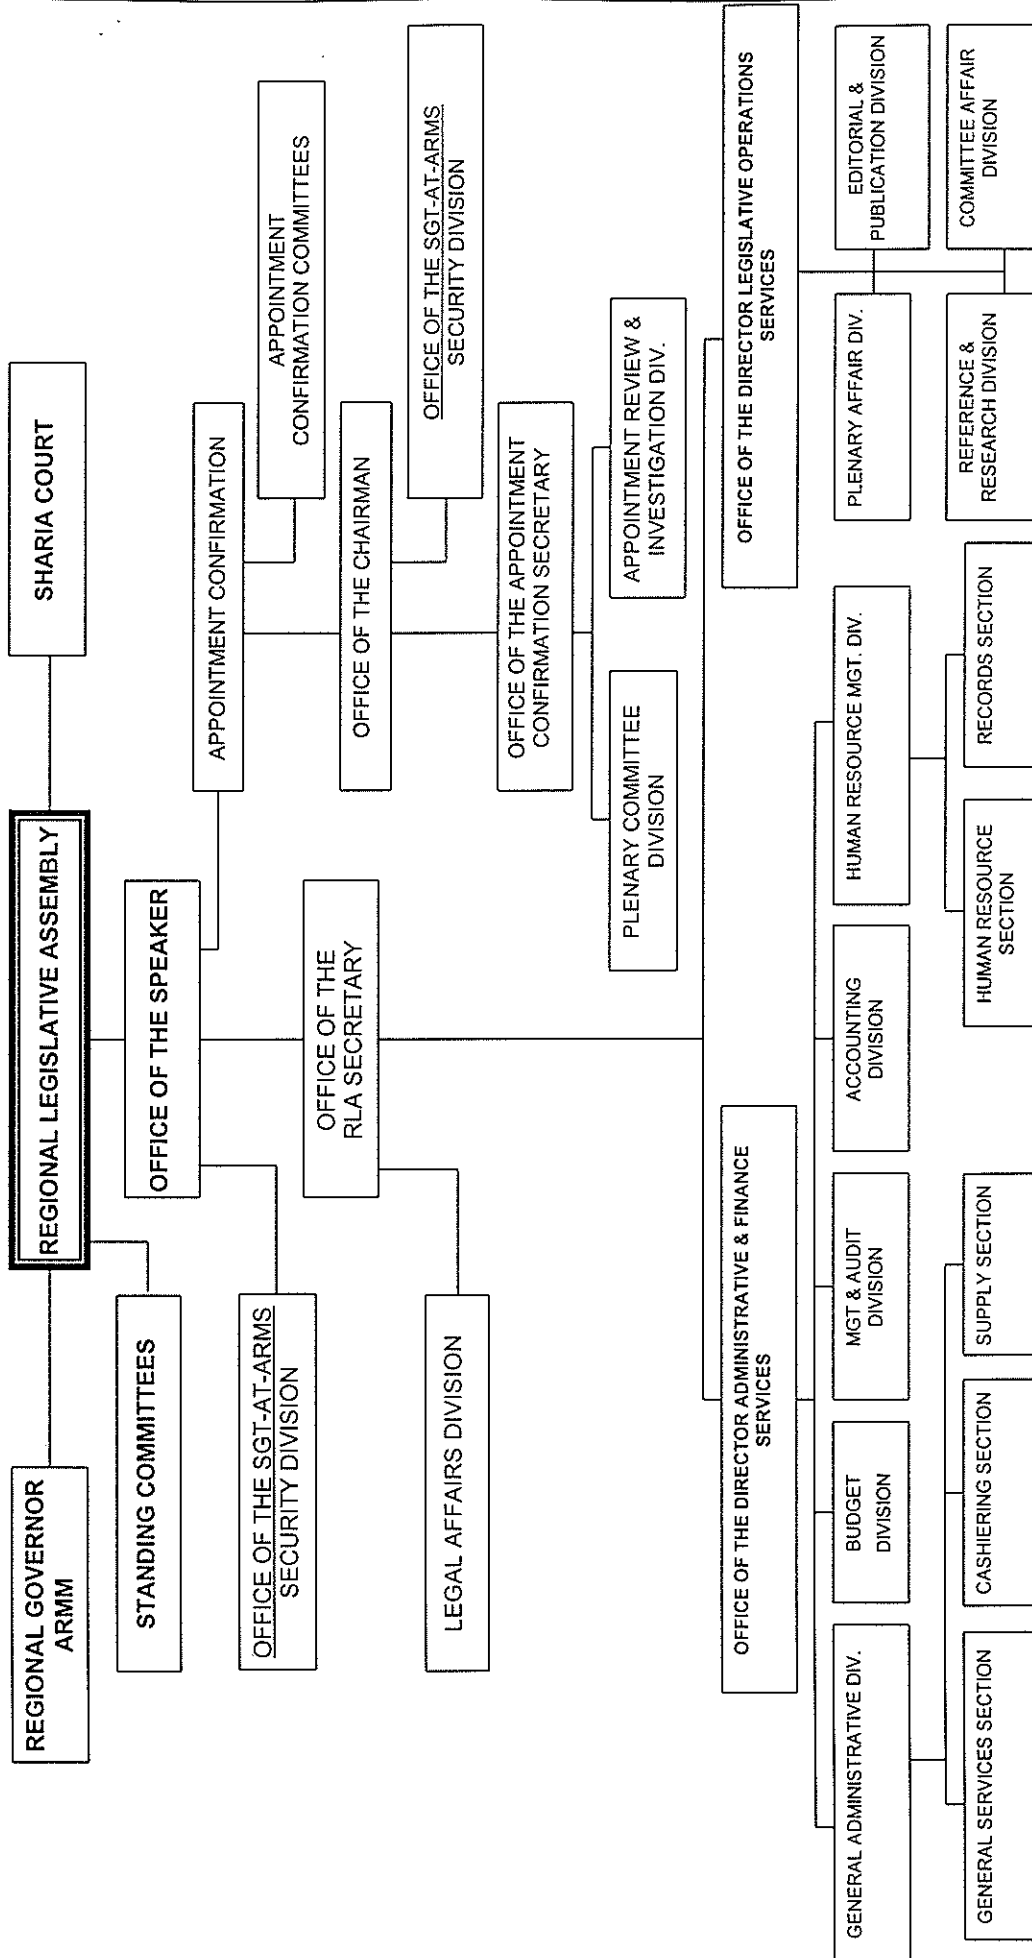 REGIONAL GOVERNOR
ARMM
REGIONAL LEGISLATIVE ASSEMBLY
SHARIA COURT
STANDING COMMITTEES
OFFICE OF THE SPEAKER
APPOINTMENT CONFIRMATION
APPOINTMENT
CONFIRMATION COMMITTEES
OFFICE OF THE SGT-AT-ARMS
SECURITY DIVISION
OFFICE OF THE
RLA SECRETARY
OFFICE OF THE CHAIRMAN
OFFICE OF THE SGT-AT-ARMS
SECURITY DIVISION
LEGAL AFFAIRS DIVISION
OFFICE OF THE APPOINTMENT
CONFIRMATION SECRETARY
PLENARY COMMITTEE
DIVISION
APPOINTMENT REVIEW &
INVESTIGATION DIV.
OFFICE OF THE DIRECTOR ADMINISTRATIVE & FINANCE
SERVICES
OFFICE OF THE DIRECTOR LEGISLATIVE OPERATIONS
SERVICES
GENERAL ADMINISTRATIVE DIV.
BUDGET
DIVISION
MGT & AUDIT
DIVISION
ACCOUNTING
DIVISION
HUMAN RESOURCE MGT. DIV.
PLENARY AFFAIR DIV.
EDITORIAL &
PUBLICATION DIVISION
GENERAL SERVICES SECTION
CASHIERING SECTION
SUPPLY SECTION
HUMAN RESOURCE
SECTION
RECORDS SECTION
REFERENCE &
RESEARCH DIVISION
COMMITTEE AFFAIR
DIVISION